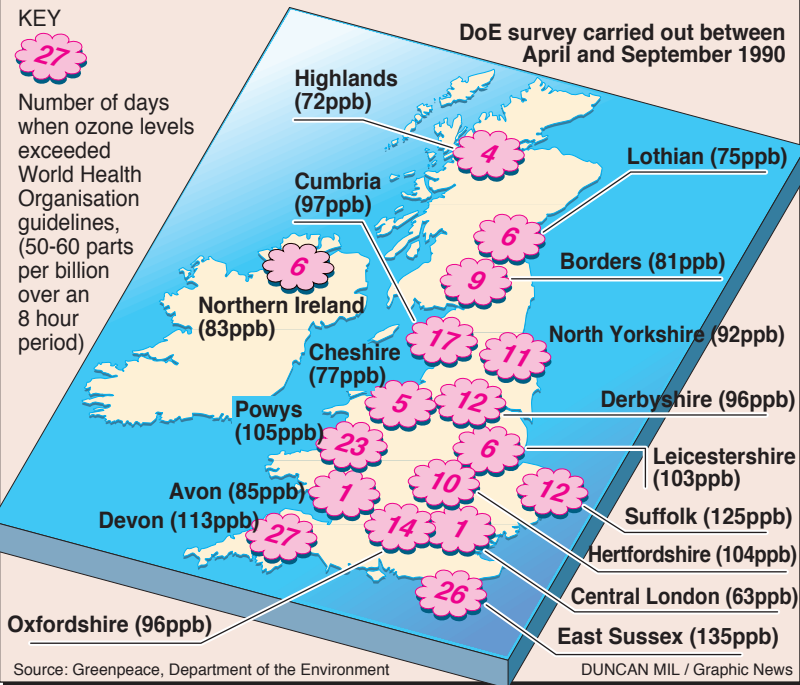 KEY
27
Number of days
when ozone levels
exceeded
World Health
Organisation
guidelines,
(50-60 parts
per billion
over an
8 hour
period)
DoE survey carried out between
April and September 1990
Highlands
(72ppb)
4
Lothian (75ppb)
6
Cumbria
(97ppb)
17
Borders (81ppb)
9
6
Northern Ireland
(83ppb)
North Yorkshire (92ppb)
11
Cheshire
(77ppb)
5
12
Derbyshire (96ppb)
Powys
(105ppb)
23
6
Leicestershire
(103ppb)
Avon (85ppb)
1
10
12
Suffolk (125ppb)
Devon (113ppb)
27
14
1
Hertfordshire (104ppb)
Central London (63ppb)
26
East Sussex (135ppb)
Oxfordshire (96ppb)
Source: Greenpeace, Department of the Environment
DUNCAN MIL / Graphic News